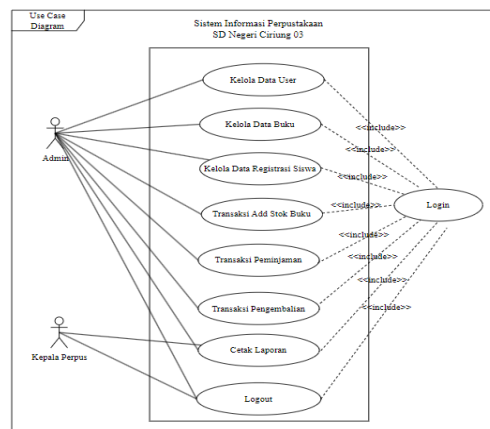 Use Case
Diagram
Sistem Informasi Perpustakaan
SD Negeri Ciriung 03
Kelola Data User
Kelola Data Buku
<<include>>
Admin
<<include>>
Kelola Data Registrasi Siswa
<<include>>
Transaksi Add Stok Buku
<<include>>
Login
<<include>>
Transaksi Peminjaman
<<include>>
<<include>>
Transaksi Pengembalian
<<include>>
Kepala Perpus
Cetak Laporan
Logout